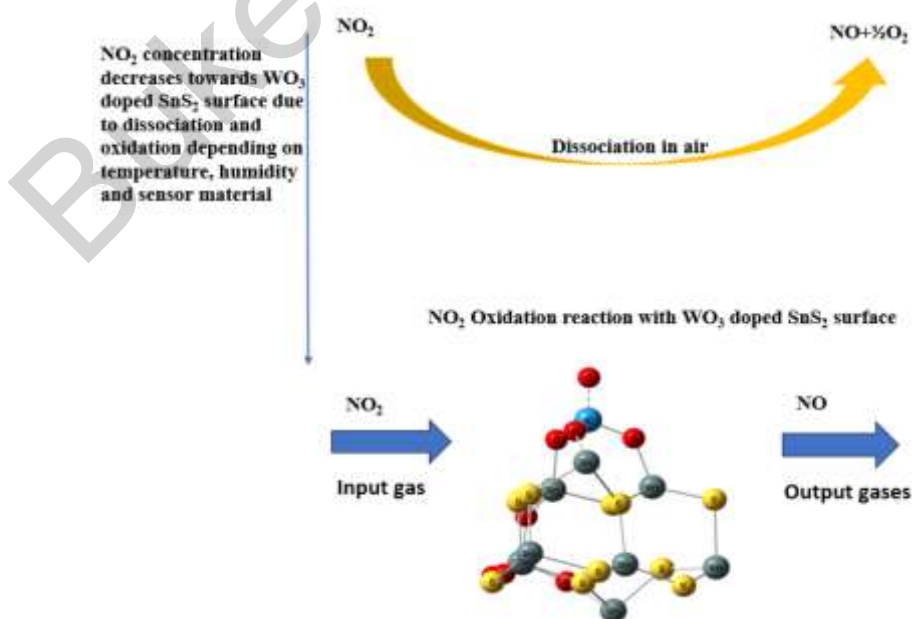 Buke
NO₂
NO+½O₂
NO₂ concentration
decreases towards WO₃
doped SnS₂ surface due
to dissociation and
oxidation depending on
temperature, humidity
and sensor material
Dissociation in air
NO₂ Oxidation reaction with WO₃ doped SnS₂ surface
NO₂
Input gas
NO
Output gases